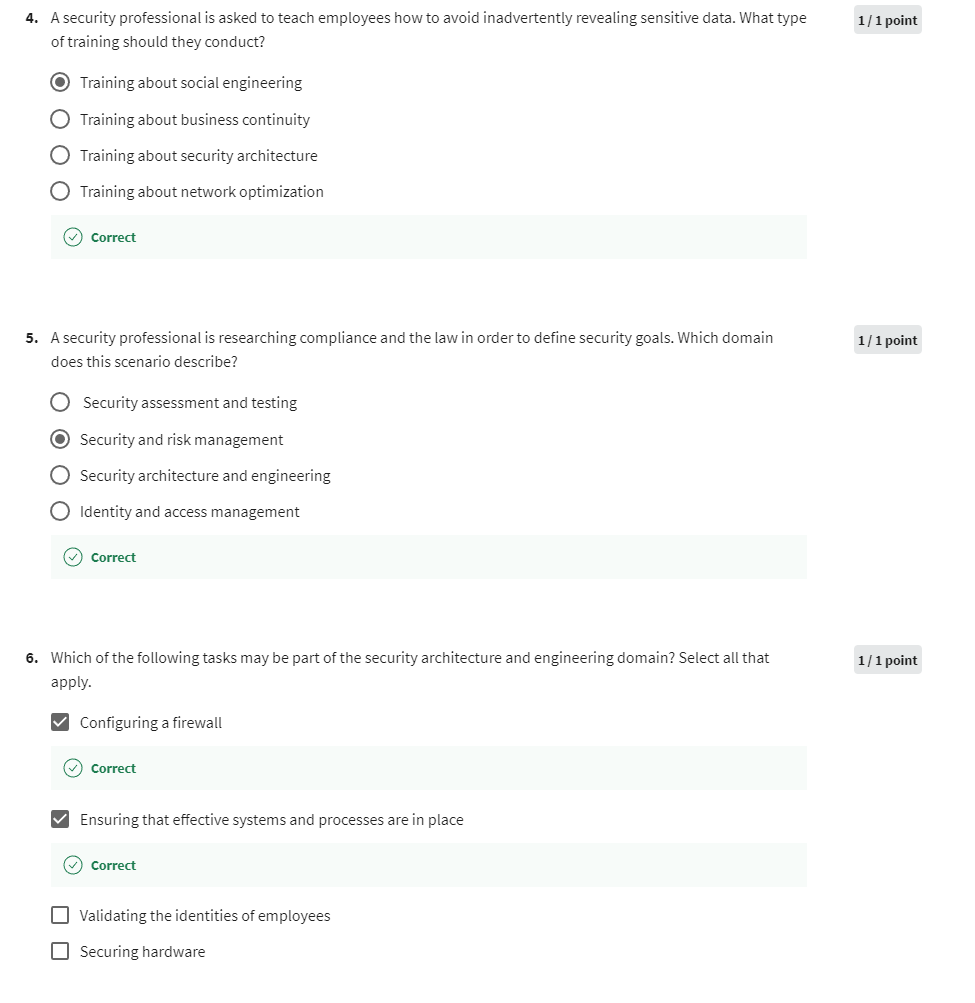 4. A security professional is asked to teach employees how to avoid inadvertently revealing sensitive data. What type 1 / 1 point
of training should they conduct?
Training about social engineering
Training about business continuity
Training about security architecture
Training about network optimization
Correct
5. A security professional is researching compliance and the law in order to define security goals. Which domain 1 / 1 point
does this scenario describe?
Security assessment and testing
Security and risk management
Security architecture and engineering
Identity and access management
Correct
6. Which of the following tasks may be part of the security architecture and engineering domain? Select all that 1 / 1 point
apply.
Configuring a firewall
Correct
Ensuring that effective systems and processes are in place
Correct
Validating the identities of employees
Securing hardware